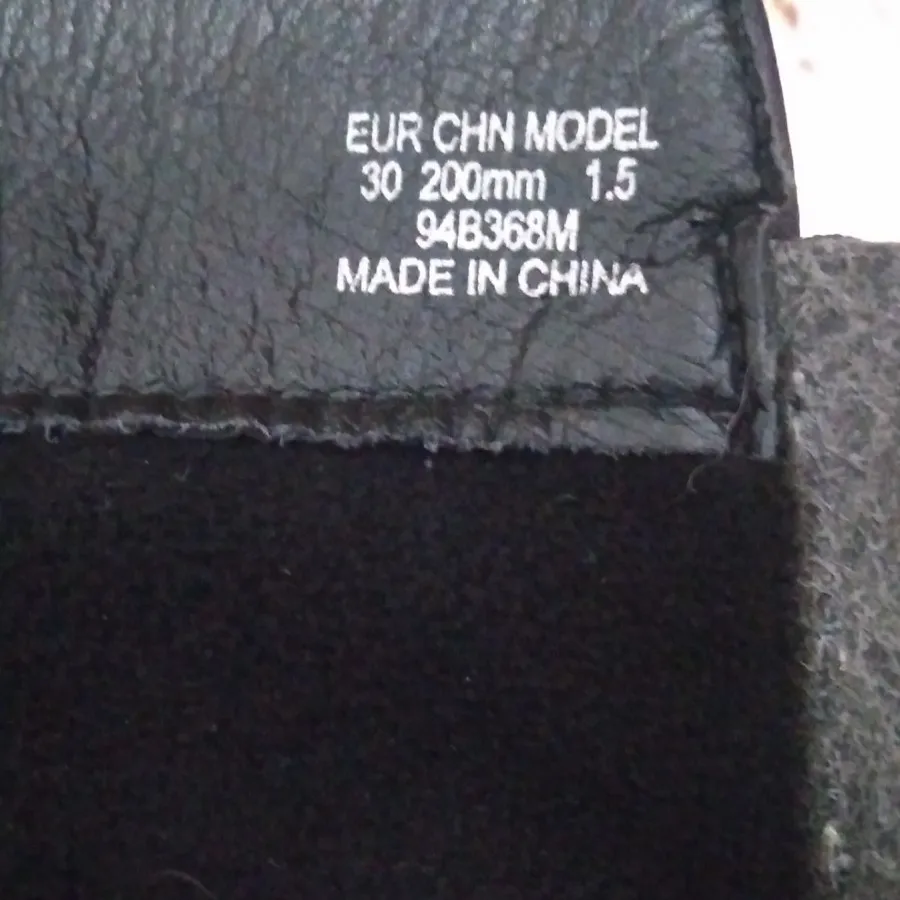 EUR CHN MODEL
30 200mm 1.5
94B368M
MADE IN CHINA